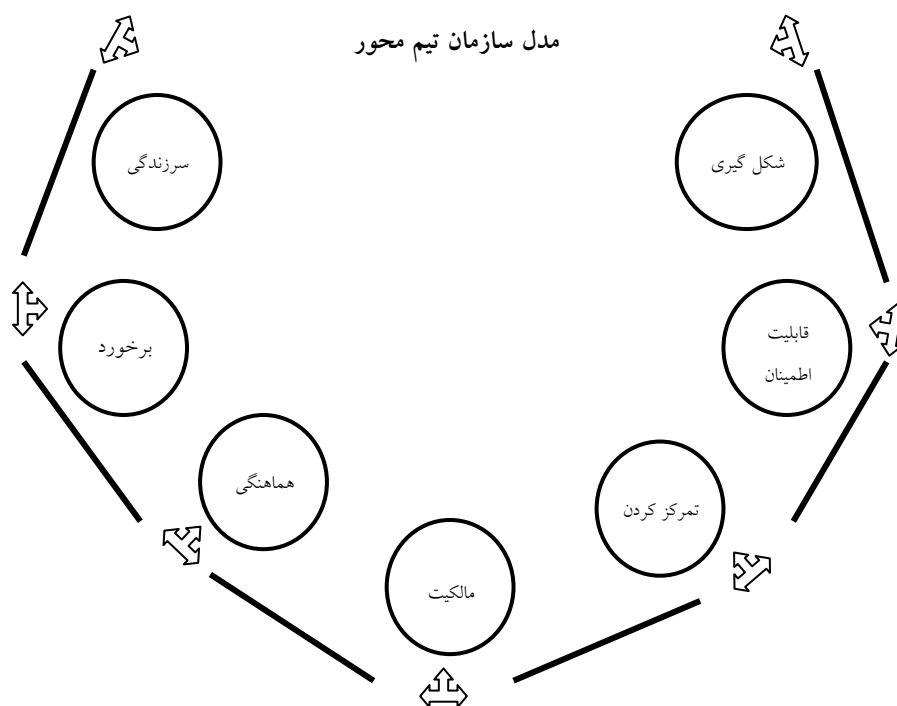 مدل سازمان تیم محور
شکل گیری
سرزندگی
قابلیت
اطمینان
برخورد
هماهنگی
تمرکز کردن
مالکیت